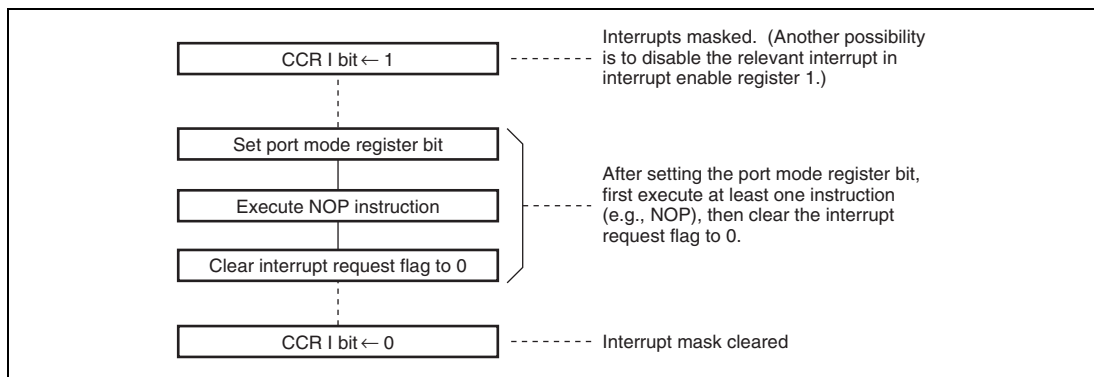 CCR I bit ← 1
Interrupts masked. (Another possibility
is to disable the relevant interrupt in
interrupt enable register 1.)
Set port mode register bit
Execute NOP instruction
Clear interrupt request flag to 0
After setting the port mode register bit,
first execute at least one instruction
(e.g., NOP), then clear the interrupt
request flag to 0.
CCR I bit ← 0
Interrupt mask cleared